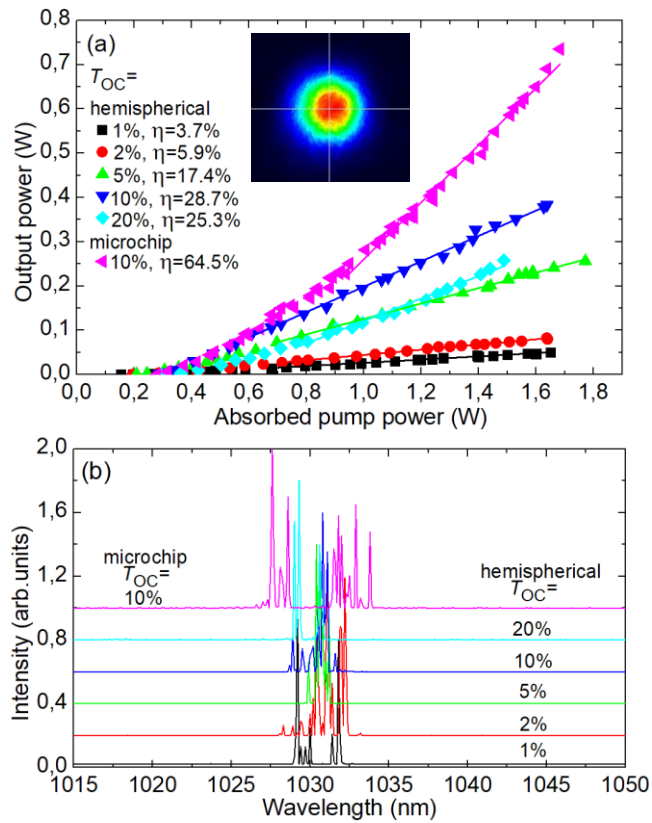 0,8
(a)
T_OC=
0,7
hemispherical
0,6
1%, η=3.7%
2%, η=5.9%
0,5
5%, η=17.4%
10%, η=28.7%
0,4
20%, η=25.3%
0,3
microchip
10%, η=64.5%
0,2
0,1
0,0
Output power (W)
0,0 0,2 0,4 0,6 0,8 1,0 1,2 1,4 1,6 1,8
Absorbed pump power (W)
2,0
(b)
1,6
microchip
T_OC=
10%
hemispherical
T_OC=
1,2
20%
0,8
10%
5%
0,4
2%
1%
0,0
Intensity (arb.units)
1015 1020 1025 1030 1035 1040 1045 1050
Wavelength (nm)